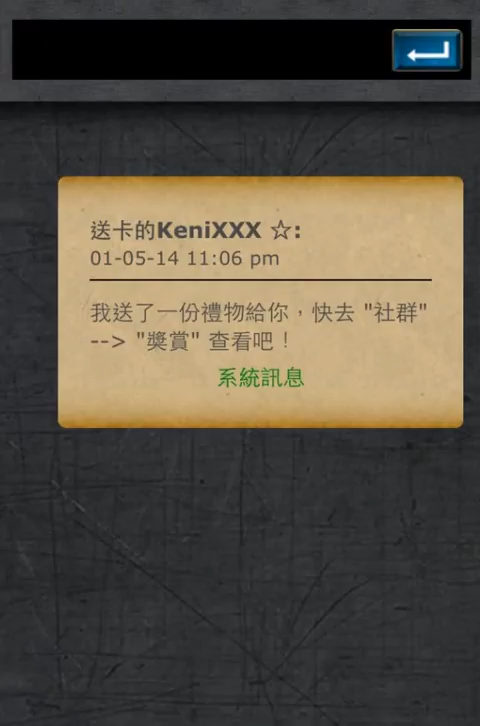 送卡的KeniXXX ☆:
01-05-14 11:06 pm
我送了一份禮物給你，快去 "社群"
--> "獎賞" 查看吧！
系統訊息